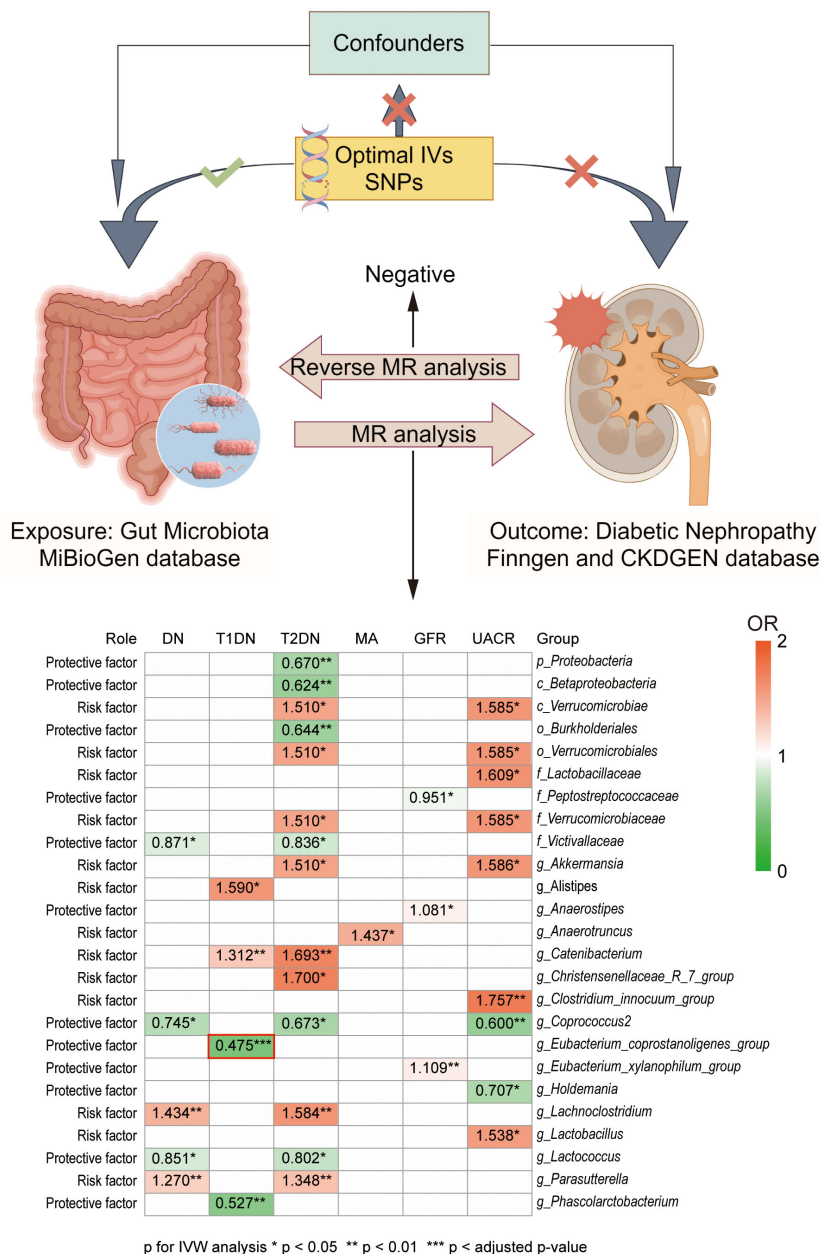 Confounders
Optimal IVs
SNPs
Negative
Reverse MR analysis
MR analysis
Exposure: Gut Microbiota
MiBioGen database
Outcome: Diabetic Nephropathy
Finngen and CKDGEN database
Role DN T1DN T2DN MA GFR UACR Group
Protective factor 0.670** p_Proteobacteria
Protective factor 0.624** c_Betaproteobacteria
Risk factor 1.510* 1.585* c_Verrucomicrobiae
Protective factor 0.644** o_Burkholderiales
Risk factor 1.510* 1.585* o_Verrucomicrobiales
Risk factor 1.609* f_Lactobacillaceae
Protective factor 0.951* f_Peptostreptococcaceae
Risk factor 1.510* 1.585* f_Verrucomicrobiaceae
Protective factor 0.871* 0.836* f_Victivallaceae
Risk factor 1.510* 1.586* g_Akkermansia
Risk factor 1.590* g_Alistipes
Protective factor 1.081* g_Anaerostipes
Risk factor 1.437* g_Anaerotruncus
Risk factor 1.312** 1.693** g_Catenibacterium
Risk factor 1.700* g_Christensenellaceae_R_7_group
Risk factor 1.757** g_Clostridium_innocuum_group
Protective factor 0.745* 0.673* 0.600** g_Coprococcus2
Protective factor 0.475*** g_Eubacterium_coprostanoligenes_group
Protective factor 1.109** g_Eubacterium_xylanophilum_group
Protective factor 0.707* g_Holdemania
Risk factor 1.434** 1.584** g_Lachnoclostridium
Risk factor 1.538* g_Lactobacillus
Protective factor 0.851* 0.802* g_Lactococcus
Risk factor 1.270** 1.348** g_Parasutterella
Protective factor 0.527** g_Phascolarctobacterium
OR
2
1
0
p for IVW analysis * p < 0.05 ** p < 0.01 *** p < adjusted p-value